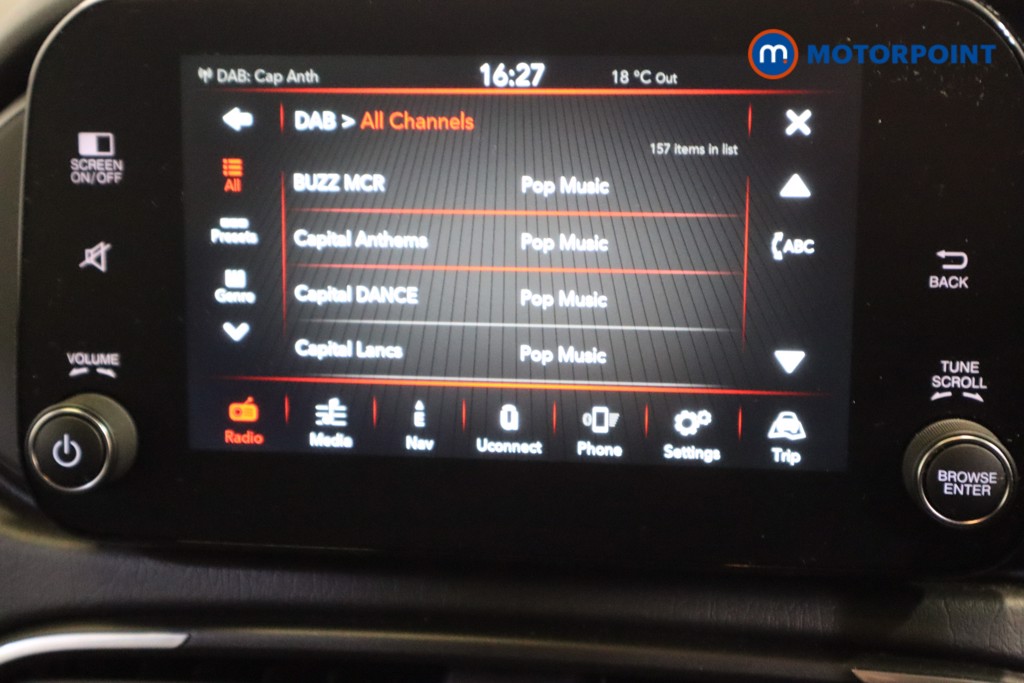 m MOTORPOINT
DAB: Cap Anth 16:27 18 °C Out
DAB > All Channels
157 items in list
SCREEN
ON/OFF
All
BUZZ MCR Pop Music
Presets
Capital Anthems Pop Music
ABC
BACK
Genre
Capital DANCE Pop Music
Capital Lancs Pop Music
VOLUME
TUNE
SCROLL
Radio Media Nav Uconnect Phone Settings Trip
E
BROWSE
ENTER